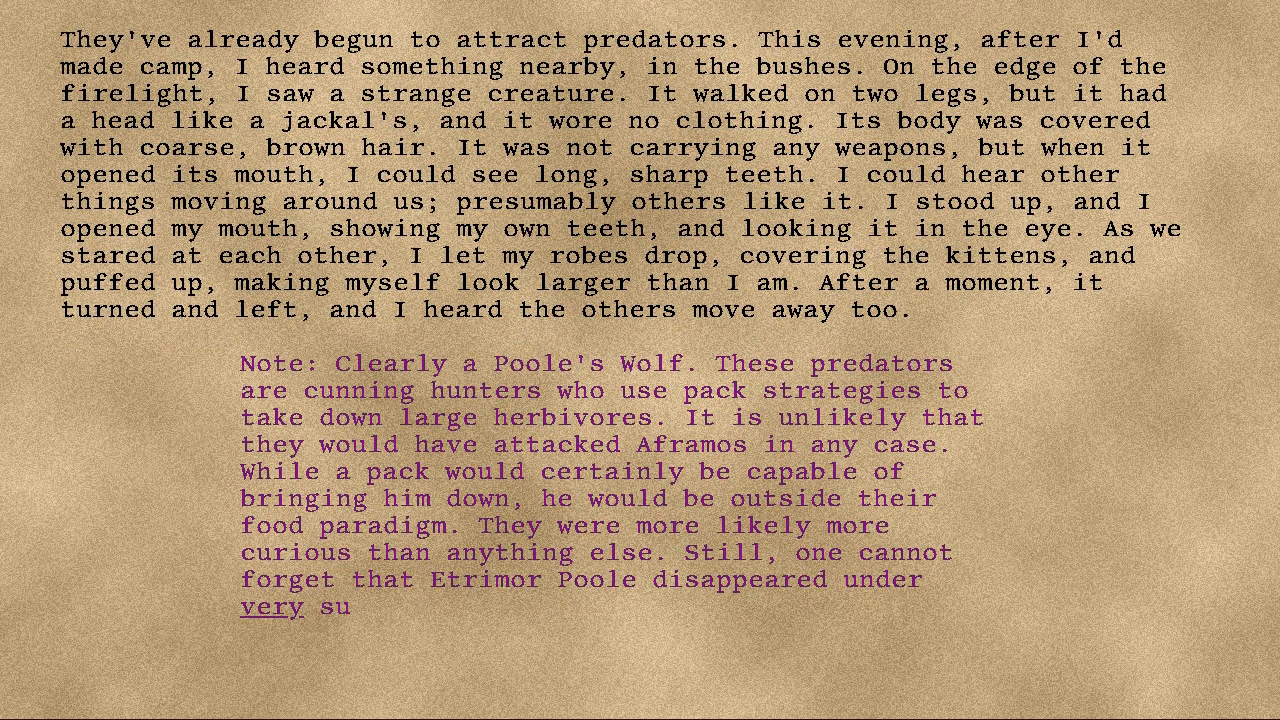 They've already begun to attract predators. This evening, after I'd
made camp, I heard something nearby, in the bushes. On the edge of the
firelight, I saw a strange creature. It walked on two legs, but it had
a head like a jackal's, and it wore no clothing. Its body was covered
with coarse, brown hair. It was not carrying any weapons, but when it
opened its mouth, I could see long, sharp teeth. I could hear other
things moving around us; presumably others like it. I stood up, and I
opened my mouth, showing my own teeth, and looking it in the eye. As we
stared at each other, I let my robes drop, covering the kittens, and
puffed up, making myself look larger than I am. After a moment, it
turned and left, and I heard the others move away too.
Note: Clearly a Poole's Wolf. These predators
are cunning hunters who use pack strategies to
take down large herbivores. It is unlikely that
they would have attacked Aframos in any case.
While a pack would certainly be capable of
bringing him down, he would be outside their
food paradigm. They were more likely more
curious than anything else. Still, one cannot
forget that Etrimor Poole disappeared under
very su